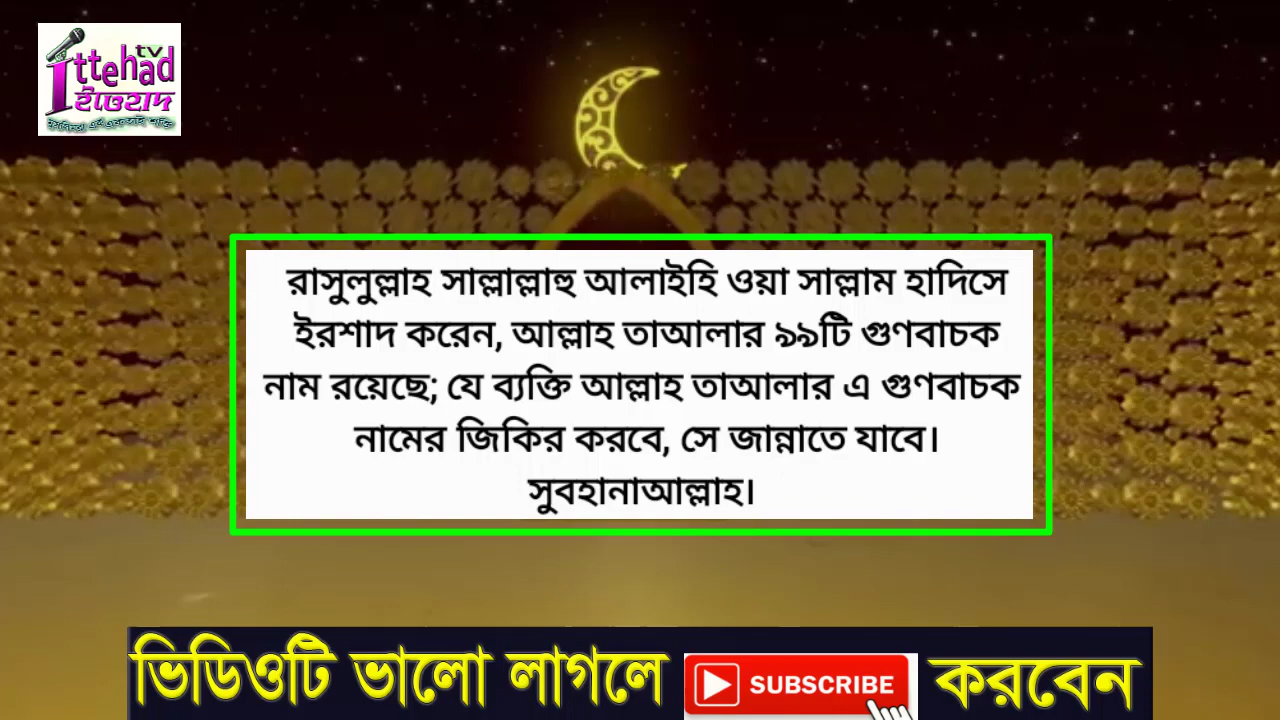 Ittehad tv
ইত্তেহাদ
রাসুলুল্লাহ সাল্লাল্লাহু আলাইহি ওয়া সাল্লাম হাদিসে
ইরশাদ করেন, আল্লাহ তাআলার ৯৯টি গুণবাচক
নাম রয়েছে; যে ব্যক্তি আল্লাহ তাআলার এ গুণবাচক
নামের জিকির করবে, সে জান্নাতে যাবে।
সুবহানাআল্লাহ।
ভিডিওটি ভালো লাগলে SUBSCRIBE করবেন